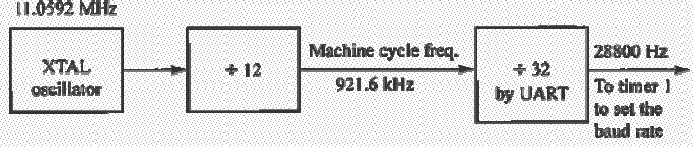 11.0592 MHz
XTAL
oscillator
÷ 12
Machine cycle freq.
921.6 kHz
÷ 32
by UART
28800 Hz
To timer 1
to set the
baud rate